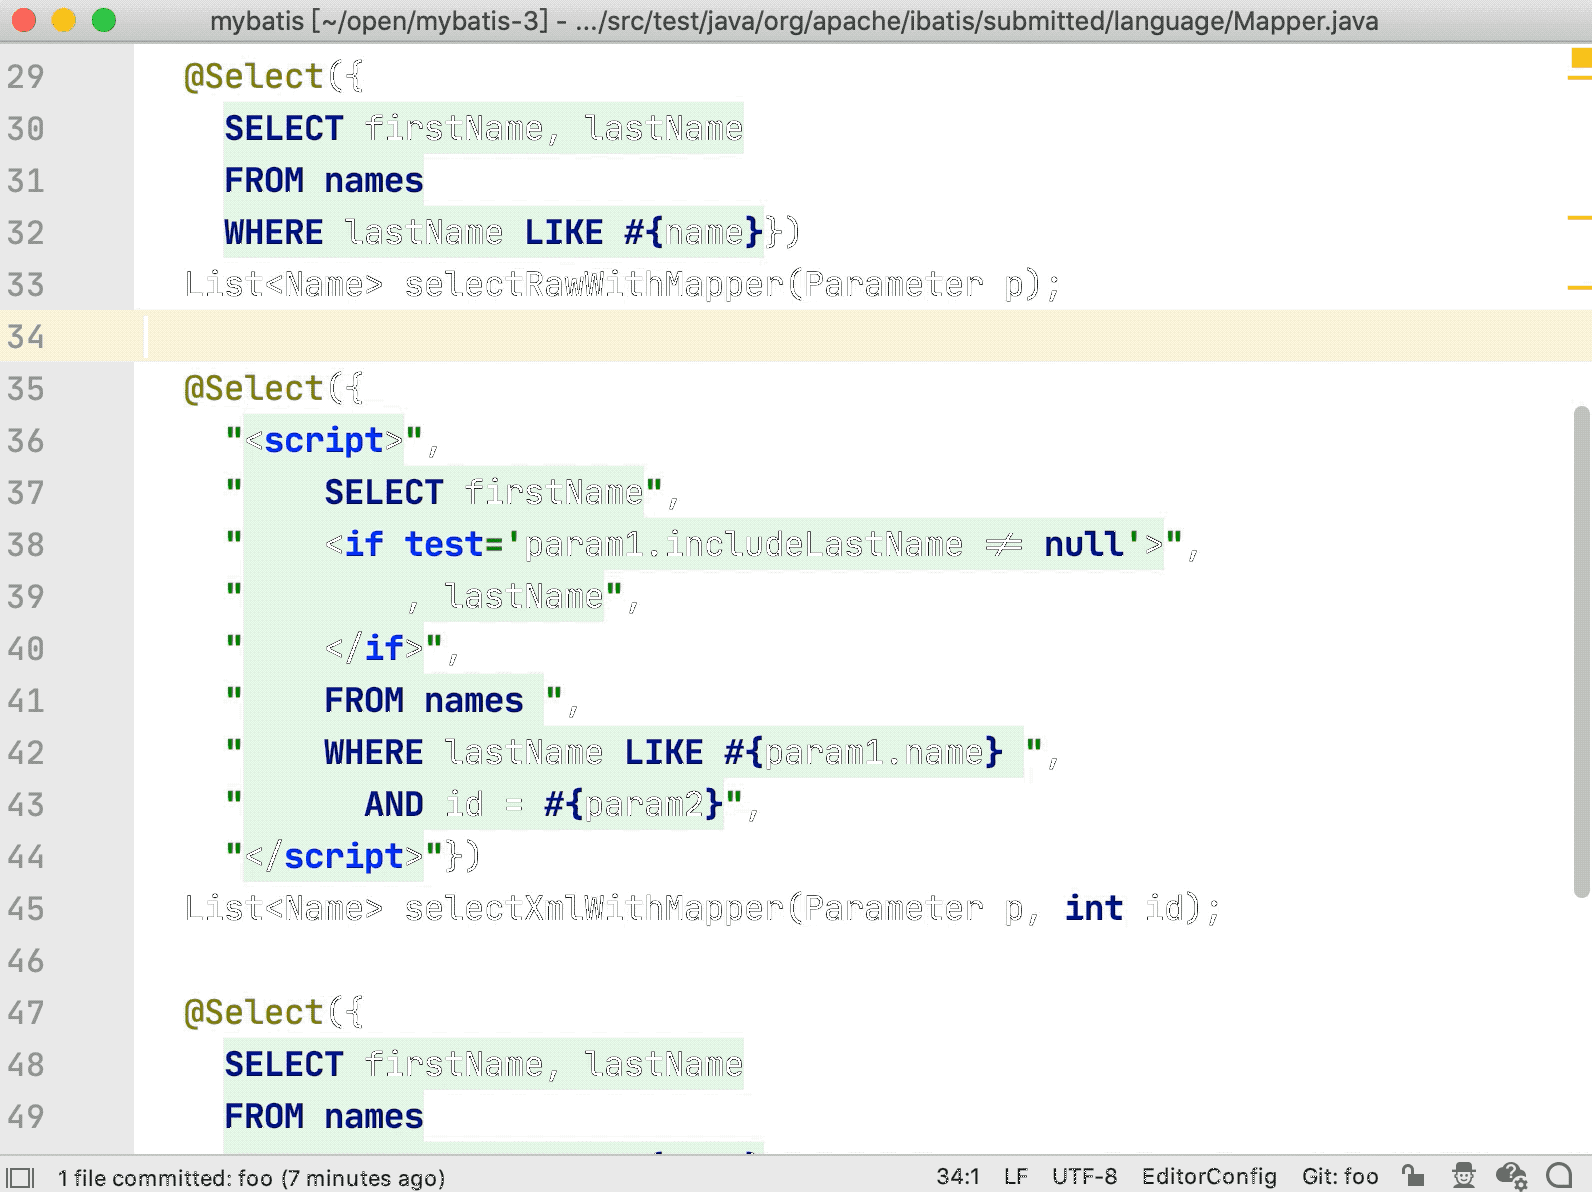 mybatis [~/open/mybatis-3] - .../src/test/java/org/apache/ibatis/submitted/language/Mapper.java
29 @Select({
30 SELECT firstName, lastName
31 FROM names
32 WHERE lastName LIKE #{name}})
33 List<Name> selectRawWithMapper(Parameter p);
34
35 @Select({
36 "<script>",
37 " SELECT firstName",
38 " <if test='param1.includeLastName != null'>",
39 " , lastName",
40 " </if>",
41 " FROM names ",
42 " WHERE lastName LIKE #{param1.name} ",
43 " AND id = #{param2}",
44 "</script>"})
45 List<Name> selectXmlWithMapper(Parameter p, int id);
46
47 @Select({
48 SELECT firstName, lastName
49 FROM names
1 file committed: foo (7 minutes ago) 34:1 LF UTF-8 EditorConfig Git: foo